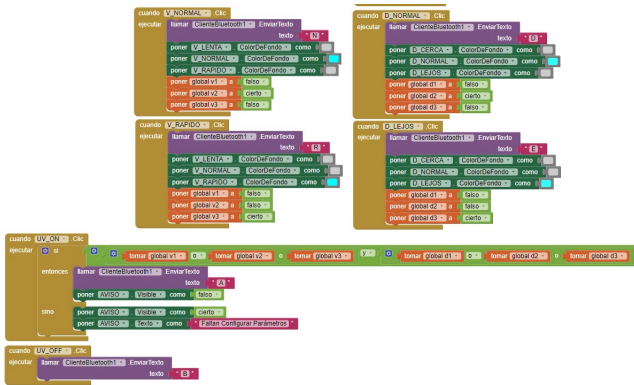 cuando V_NORMAL .Clic
ejecutar llamar ClienteBluetooth1 .EnviarTexto
texto "N"
poner V_LENTA . ColorDeFondo como
poner V_NORMAL . ColorDeFondo como
poner V_RAPIDO . ColorDeFondo como
poner global v1 a falso
poner global v2 a cierto
poner global v3 a falso
cuando D_NORMAL .Clic
ejecutar llamar ClienteBluetooth1 .EnviarTexto
texto "D"
poner D_CERCA . ColorDeFondo como
poner D_NORMAL . ColorDeFondo como
poner D_LEJOS . ColorDeFondo como
poner global d1 a falso
poner global d2 a cierto
poner global d3 a falso
cuando V_RAPIDO .Clic
ejecutar llamar ClienteBluetooth1 .EnviarTexto
texto "R"
poner V_LENTA . ColorDeFondo como
poner V_NORMAL . ColorDeFondo como
poner V_RAPIDO . ColorDeFondo como
poner global v1 a falso
poner global v2 a falso
poner global v3 a cierto
cuando D_LEJOS .Clic
ejecutar llamar ClienteBluetooth1 .EnviarTexto
texto "E"
poner D_CERCA . ColorDeFondo como
poner D_NORMAL . ColorDeFondo como
poner D_LEJOS . ColorDeFondo como
poner global d1 a falso
poner global d2 a falso
poner global d3 a cierto
cuando UV_ON .Clic
ejecutar si tomar global v1 o tomar global v2 o tomar global v3 y tomar global d1 o tomar global d2 o tomar global d3
entonces llamar ClienteBluetooth1 .EnviarTexto
texto "A"
poner AVISO . Visible como falso
sino poner AVISO . Visible como cierto
poner AVISO . Texto como "Faltan Configurar Parámetros"
cuando UV_OFF .Clic
ejecutar llamar ClienteBluetooth1 .EnviarTexto
texto "B"